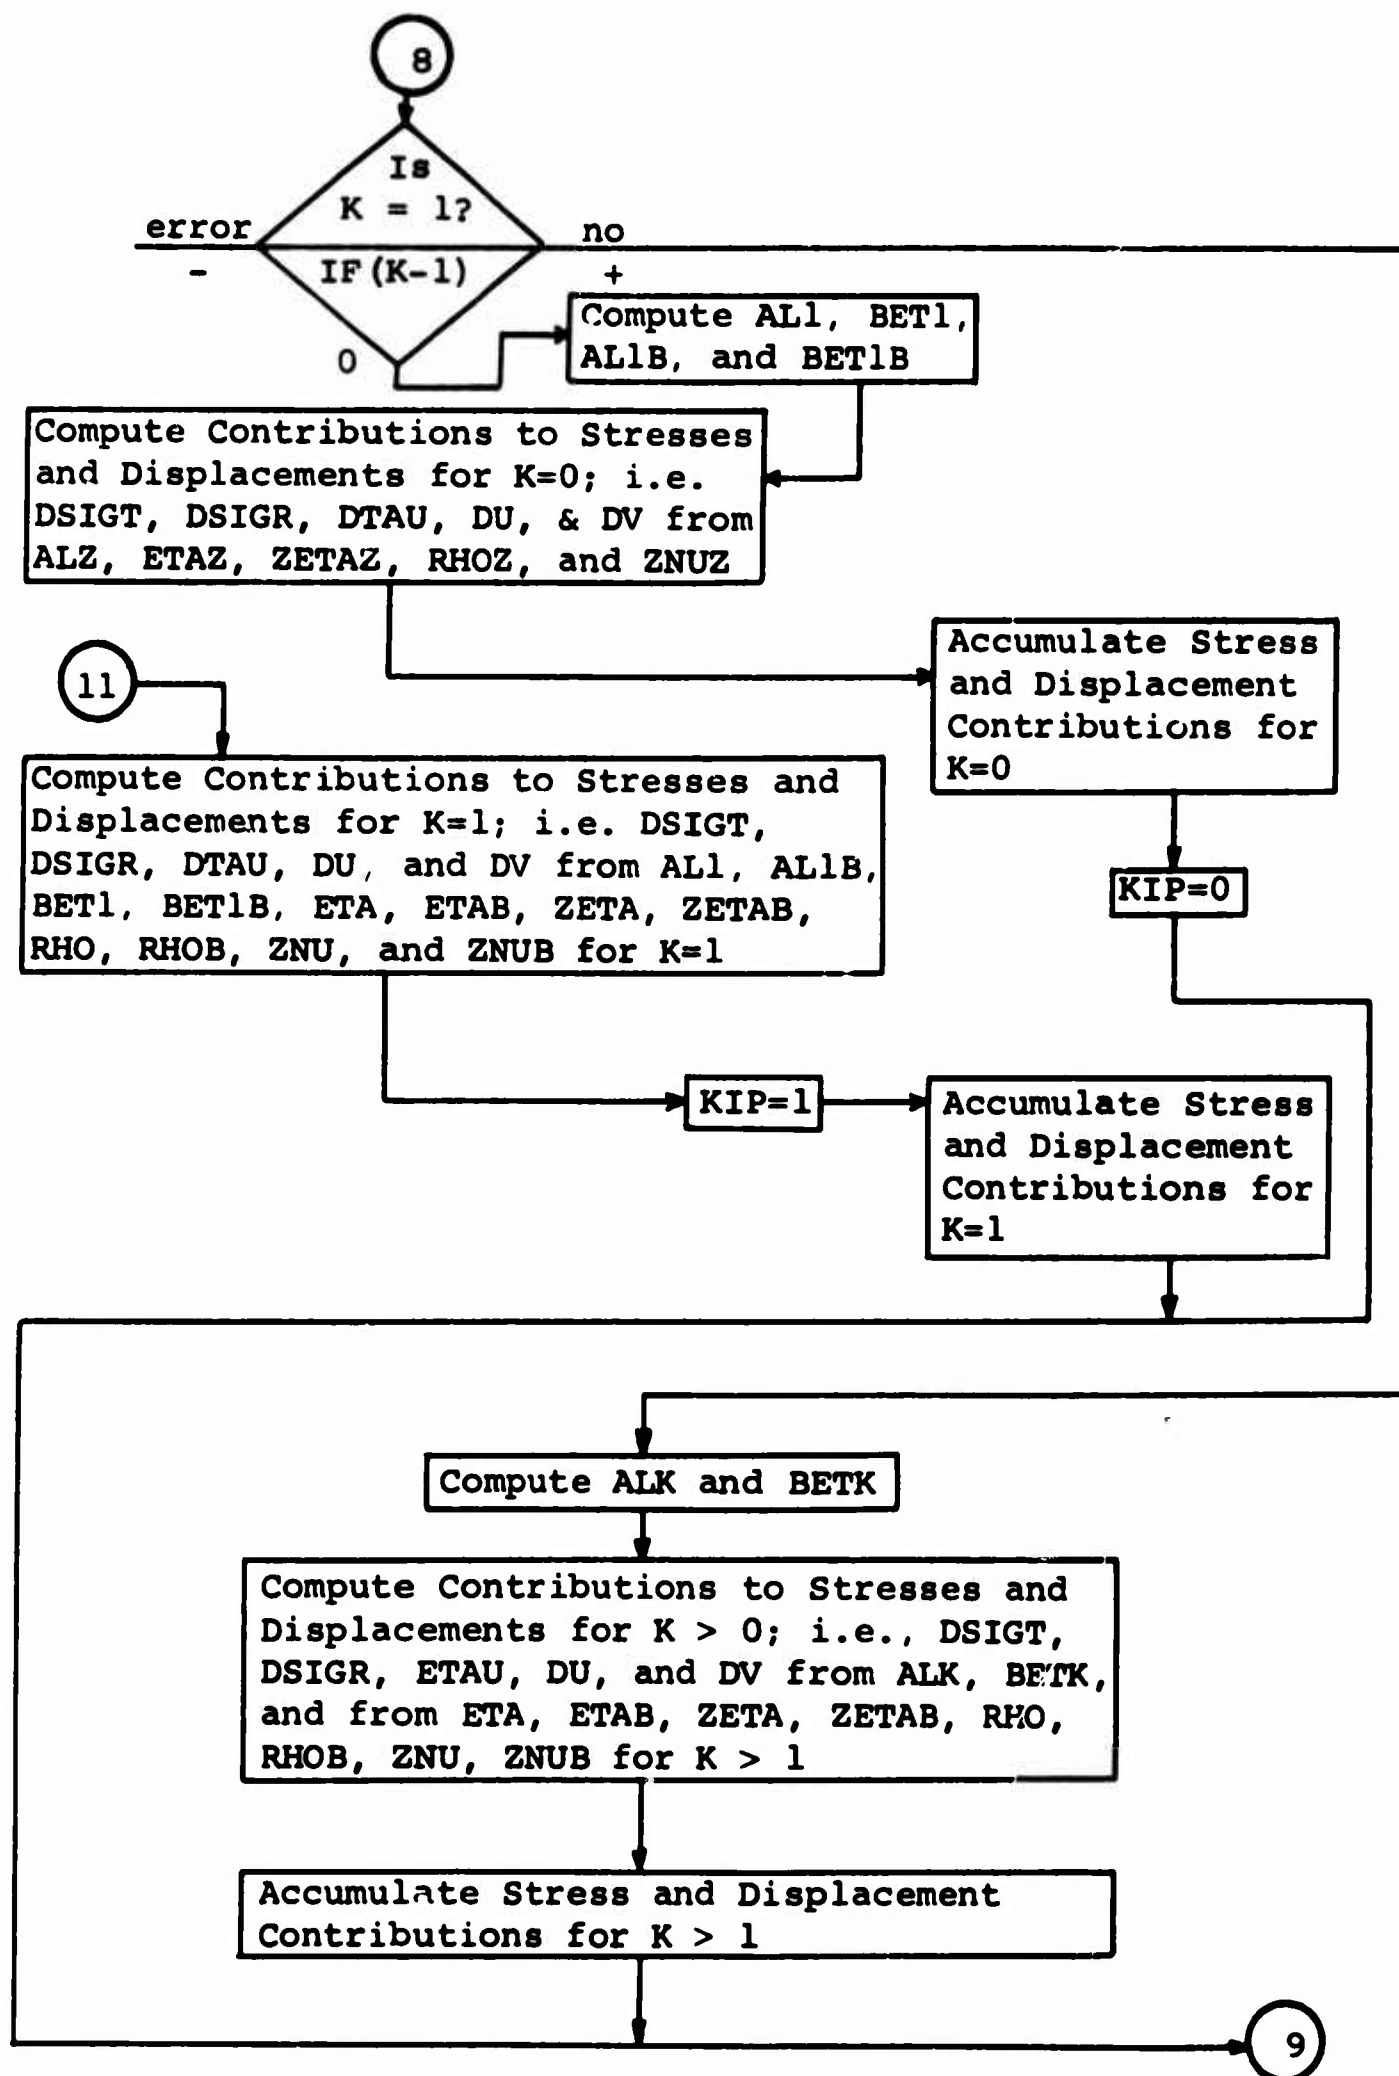 8
Is
K = 1?
error
no
-
IF(K-1)
+
0
Compute AL1, BET1,
AL1B, and BET1B
Compute Contributions to Stresses
and Displacements for K=0; i.e.
DSIGT, DSIGR, DTAU, DU, & DV from
ALZ, ETAZ, ZETAZ, RHOZ, and ZNUZ
Accumulate Stress
and Displacement
Contributions for
K=0
11
KIP=0
Compute Contributions to Stresses and
Displacements for K=1; i.e. DSIGT,
DSIGR, DTAU, DU, and DV from AL1, AL1B,
BET1, BET1B, ETA, ETAB, ZETA, ZETAB,
RHO, RHOB, ZNU, and ZNUB for K=1
KIP=1
Accumulate Stress
and Displacement
Contributions for
K=1
Compute ALK and BETK
Compute Contributions to Stresses and
Displacements for K > 0; i.e., DSIGT,
DSIGR, ETAU, DU, and DV from ALK, BETK,
and from ETA, ETAB, ZETA, ZETAB, RHO,
RHOB, ZNU, ZNUB for K > 1
Accumulate Stress and Displacement
Contributions for K > 1
9